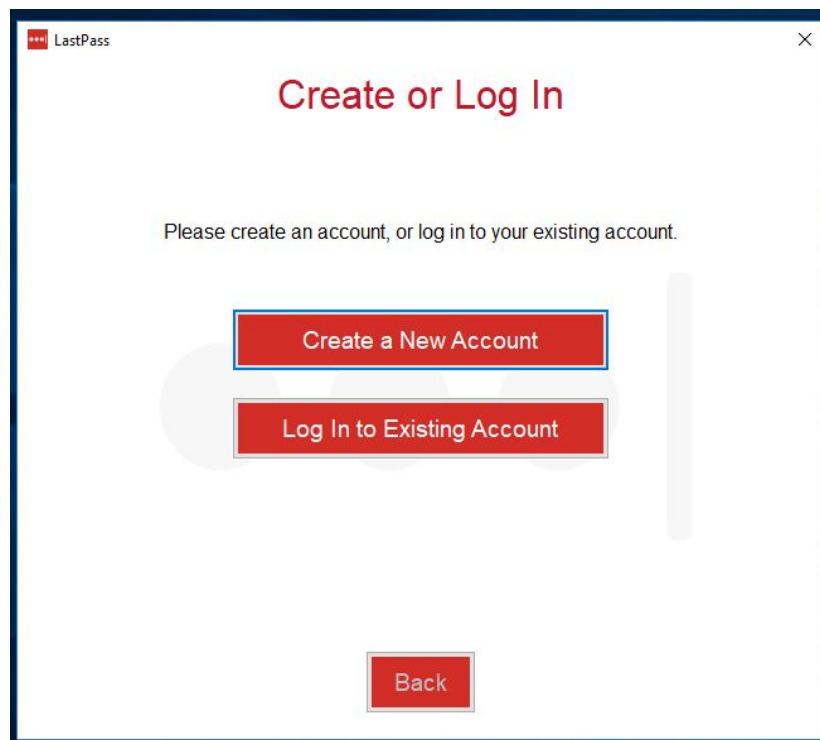 LastPass
Create or Log In
Please create an account, or log in to your existing account.
Create a New Account
Log In to Existing Account
Back